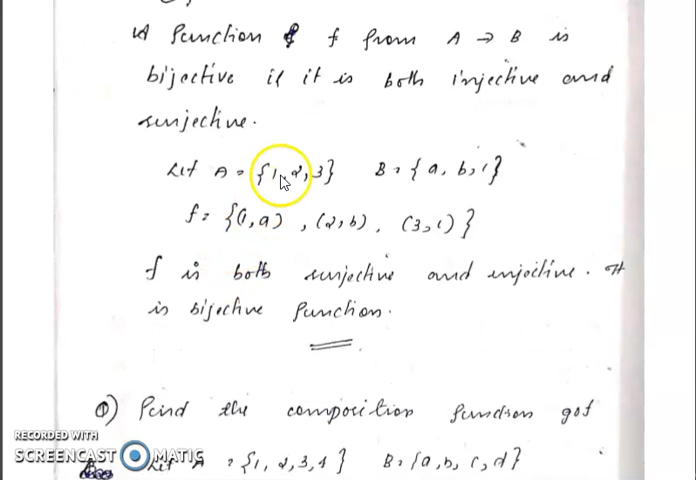 A function f from A → B is
bijective if it is both injective and
surjective.
Let A = {1, 2, 3} B = {a, b, c}
f = {(1, a), (2, b), (3, c)}
f is both surjective and injective. It
is bijective function.
1) Find the composition function gof
RECORDED WITH
SCREENCAST MATIC
Let A = {1, 2, 3, 4} B = {a, b, c, d}